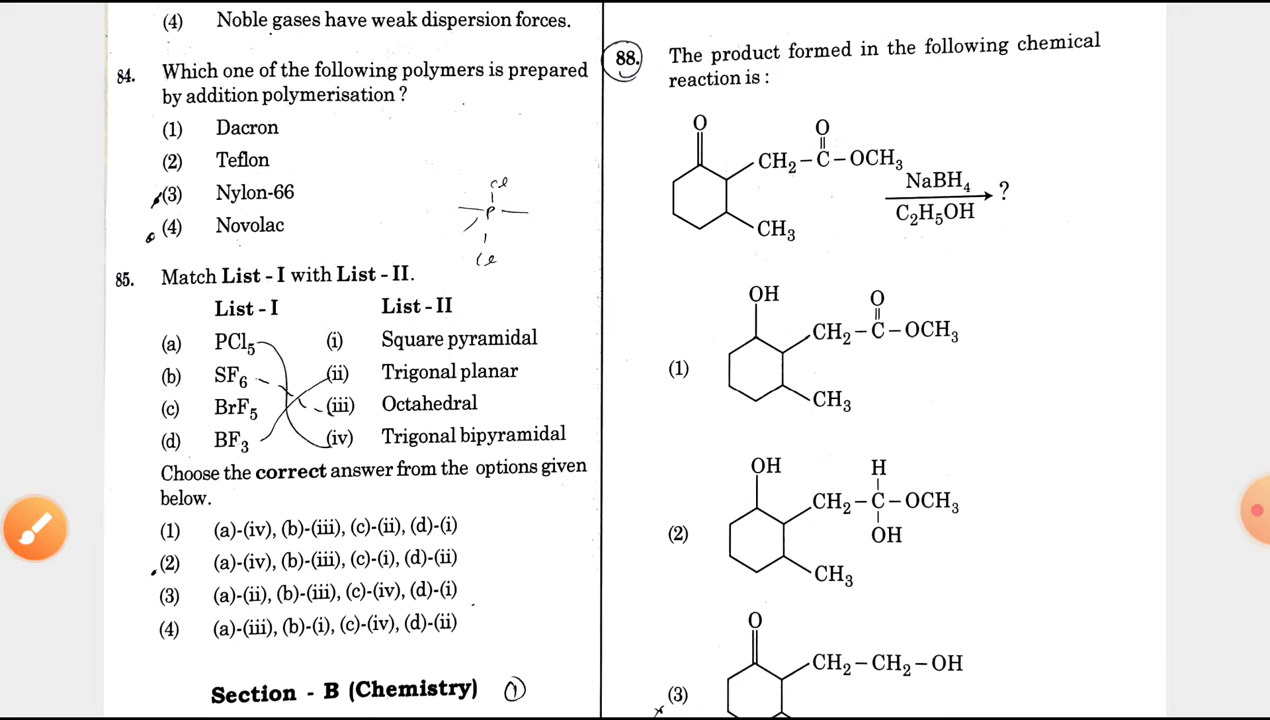 (4) Noble gases have weak dispersion forces.
84. Which one of the following polymers is prepared
by addition polymerisation ?
(1) Dacron
(2) Teflon
(3) Nylon-66
(4) Novolac
Cl
P
Cl
85. Match List - I with List - II.
List - I List - II
(a) PCl5 (i) Square pyramidal
(b) SF6 (ii) Trigonal planar
(c) BrF5 (iii) Octahedral
(d) BF3 (iv) Trigonal bipyramidal
Choose the correct answer from the options given
below.
(1) (a)-(iv), (b)-(iii), (c)-(ii), (d)-(i)
(2) (a)-(iv), (b)-(iii), (c)-(i), (d)-(ii)
(3) (a)-(ii), (b)-(iii), (c)-(iv), (d)-(i)
(4) (a)-(iii), (b)-(i), (c)-(iv), (d)-(ii)
Section - B (Chemistry) 1
88. The product formed in the following chemical
reaction is :
O
O
CH2 – C – OCH3
CH3
NaBH4
C2H5OH
?
OH
O
CH2 – C – OCH3
(1)
CH3
OH
H
CH2 – C – OCH3
(2)
OH
CH3
O
CH2 – CH2 – OH
(3)